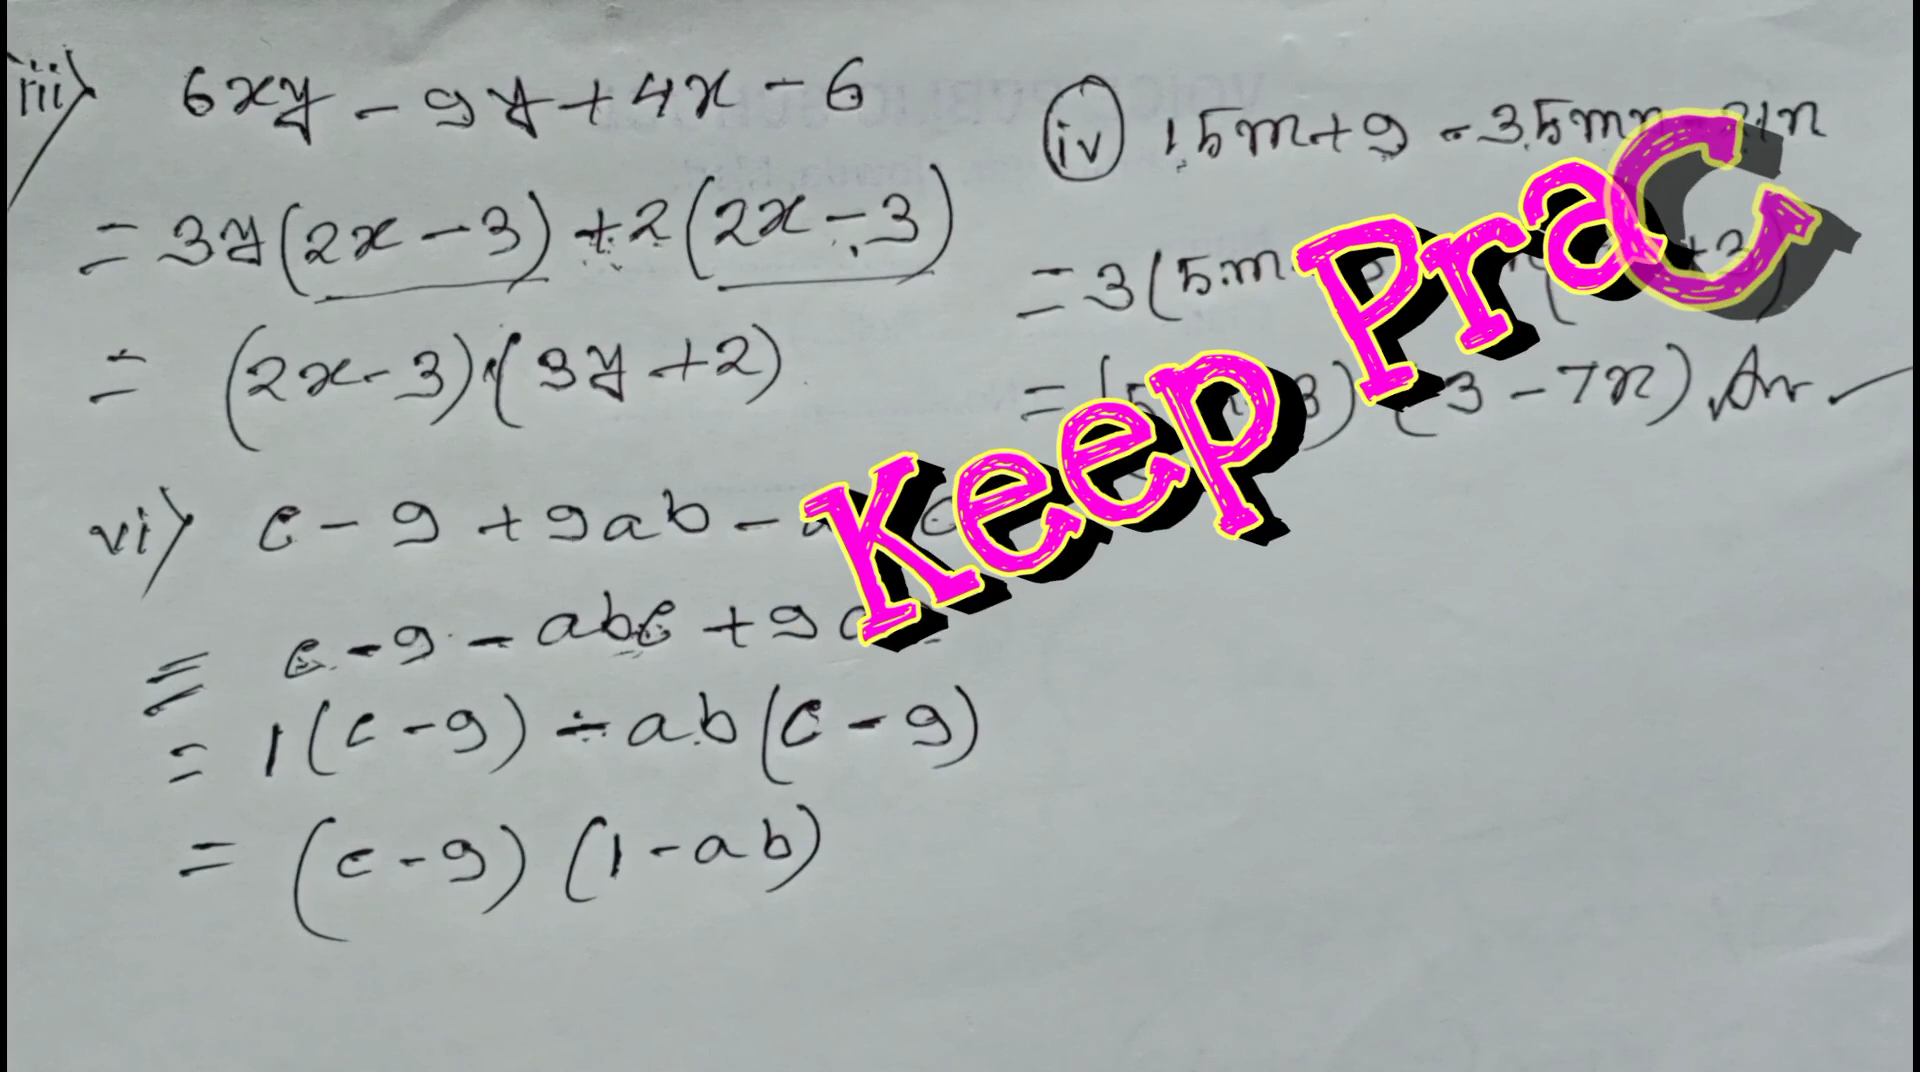 iii) 6xy - 9y + 4x - 6
= 3y(2x - 3) + 2(2x - 3)
= (2x - 3)(3y + 2)
iv 15m + 9 - 35mn 21n
= 3(5m
= (5 3) (3 - 7n) Ans
vi) c - 9 + 9ab -
= c - 9 - abc + 9
= 1(c - 9) - ab(c - 9)
= (c - 9)(1 - ab)
Keep PraC